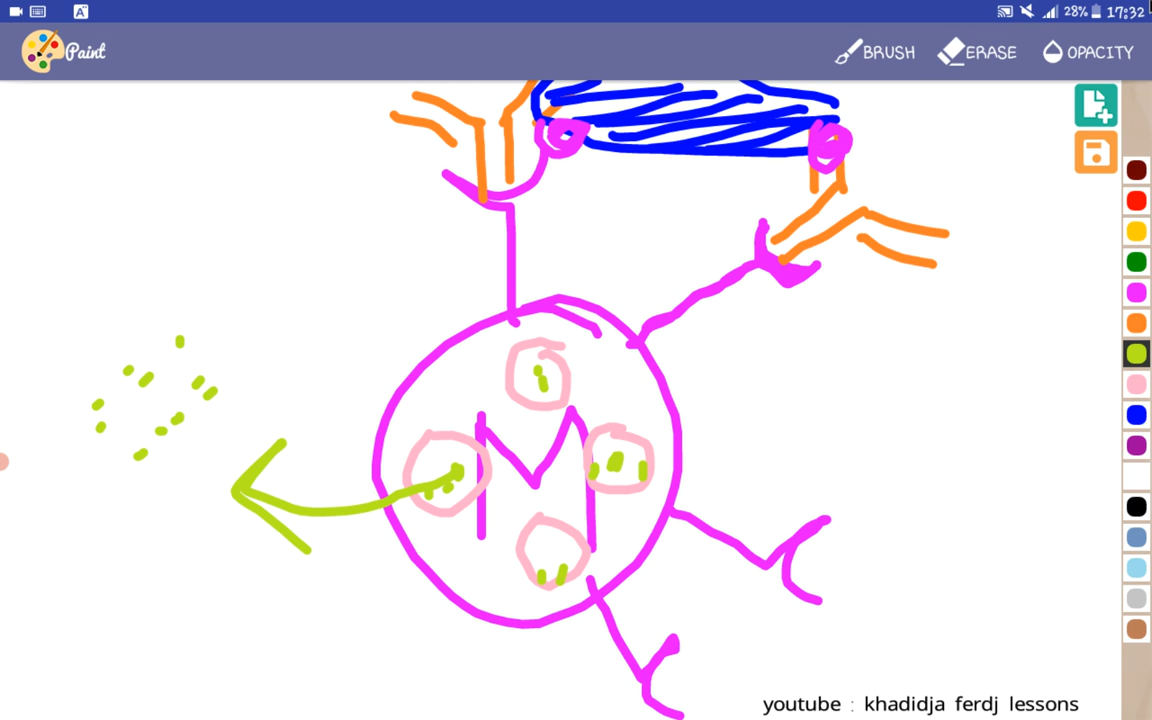 A
28% 17:32
Paint
BRUSH
ERASE
OPACITY
M
youtube : khadidja ferdj lessons